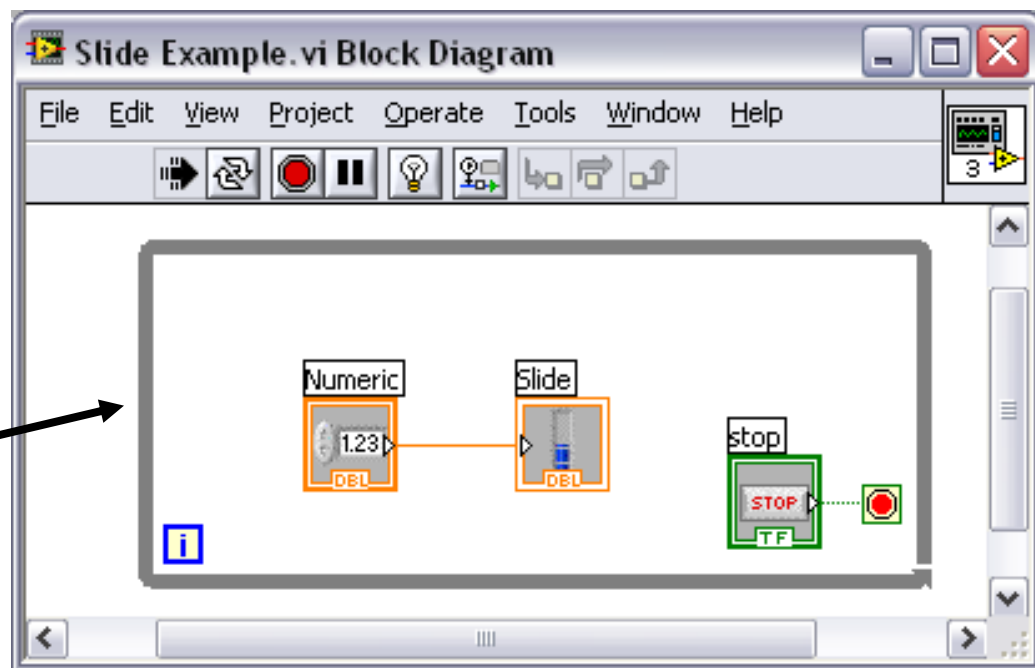 Slide Example.vi Block Diagram
File Edit View Project Operate Tools Window Help
3
Numeric
Slide
1.23
DBL
DBL
stop
STOP
TF
i